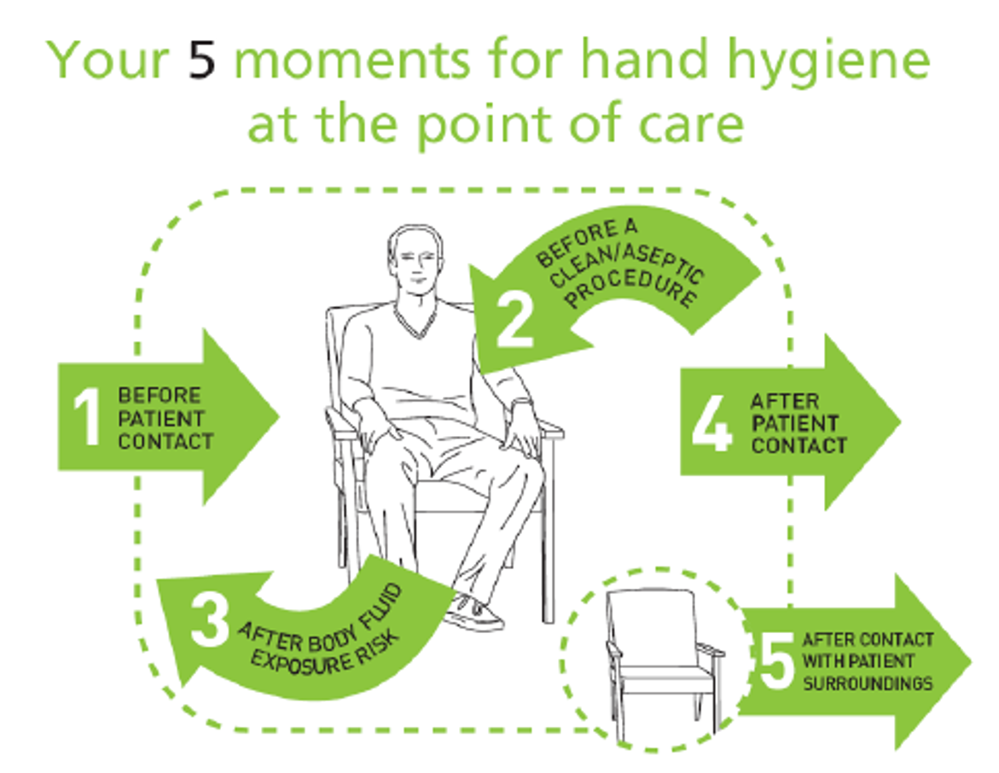 Your 5 moments for hand hygiene
at the point of care
1
BEFORE
PATIENT
CONTACT
2
BEFORE A
CLEAN/ASEPTIC
PROCEDURE
3
AFTER BODY FLUID
EXPOSURE RISK
4
AFTER
PATIENT
CONTACT
5
AFTER CONTACT
WITH PATIENT
SURROUNDINGS